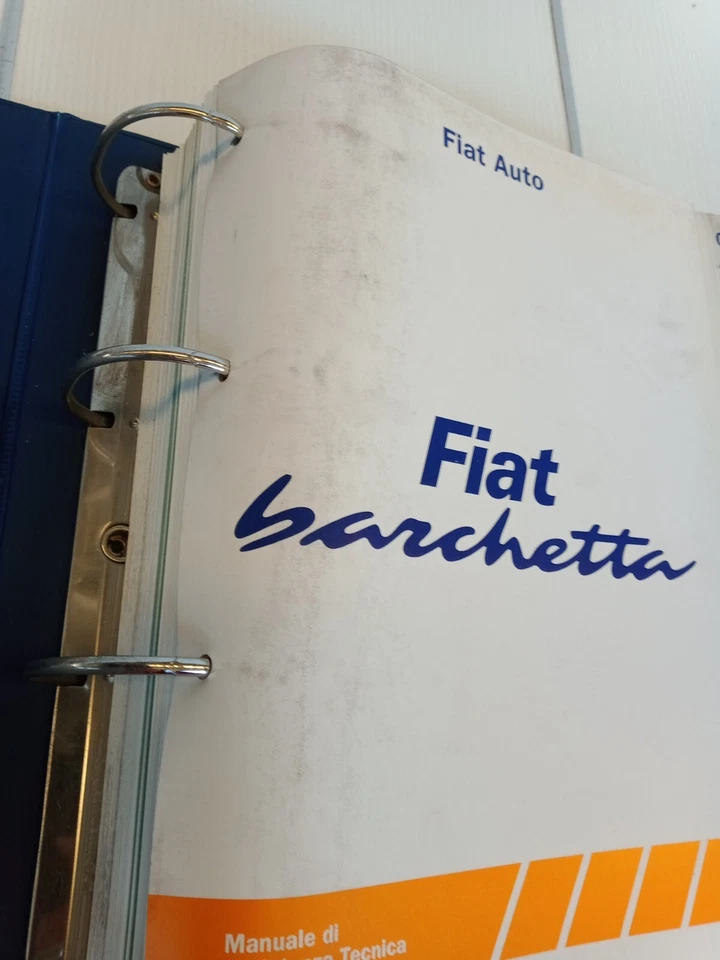 Fiat Auto
Fiat
barchetta
Manuale di
Tecnica